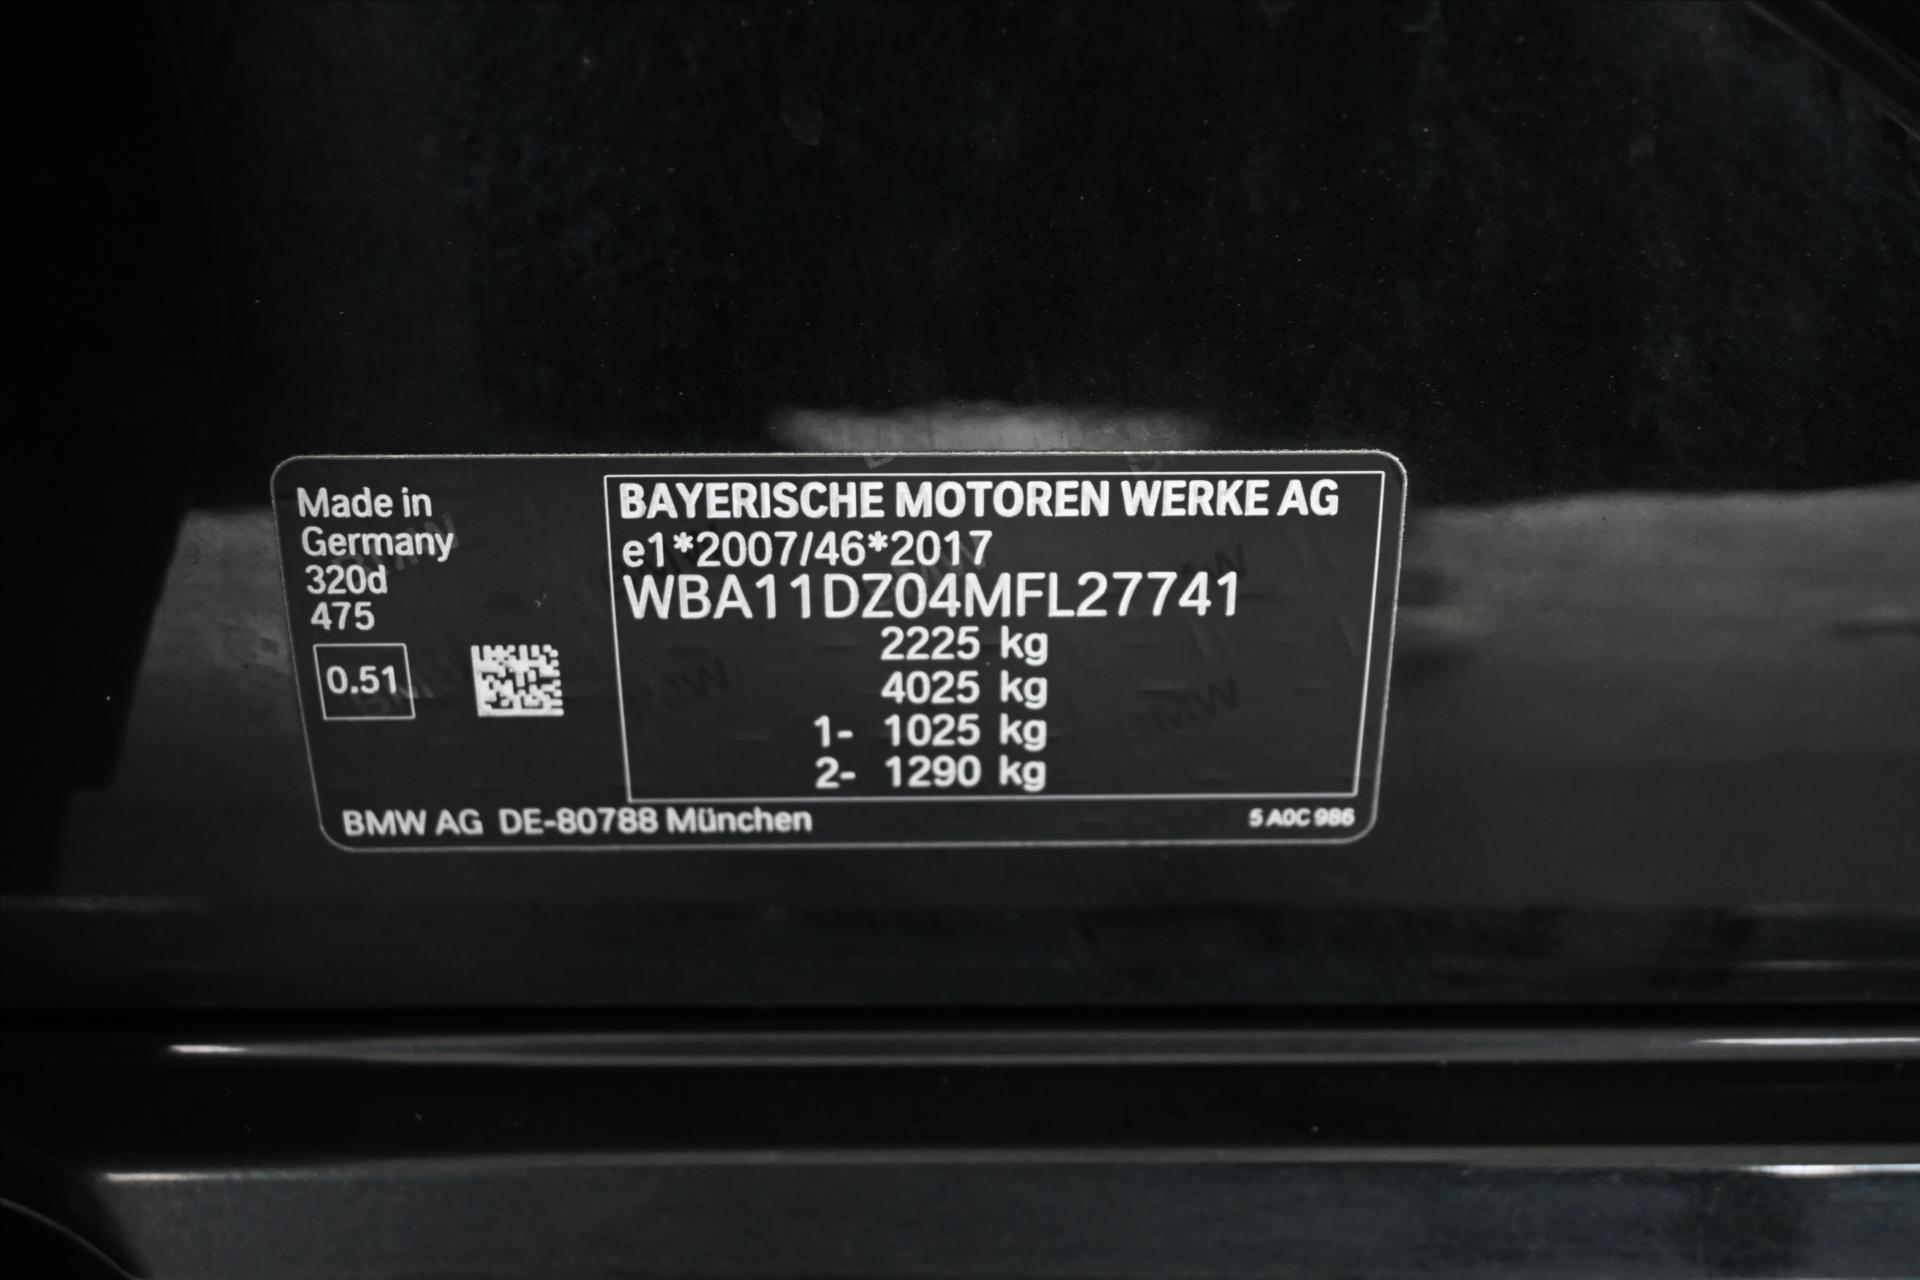 Made in
Germany
320d
475
0.51
BAYERISCHE MOTOREN WERKE AG
e1*2007/46*2017
WBA11DZ04MFL27741
2225 kg
4025 kg
1- 1025 kg
2- 1290 kg
BMW AG DE-80788 München
5 A0C 986